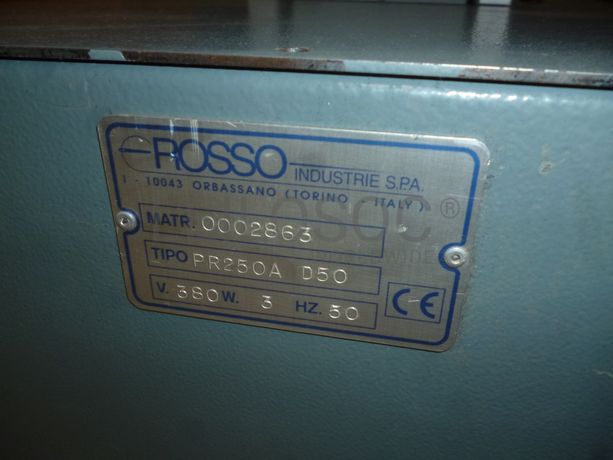 ROSSO INDUSTRIE S.P.A.
I - 10043 ORBASSANO (TORINO ITALY)
MATR. 0002863
TIPO PR250A D50
V. 380 W. 3 HZ. 50 CE